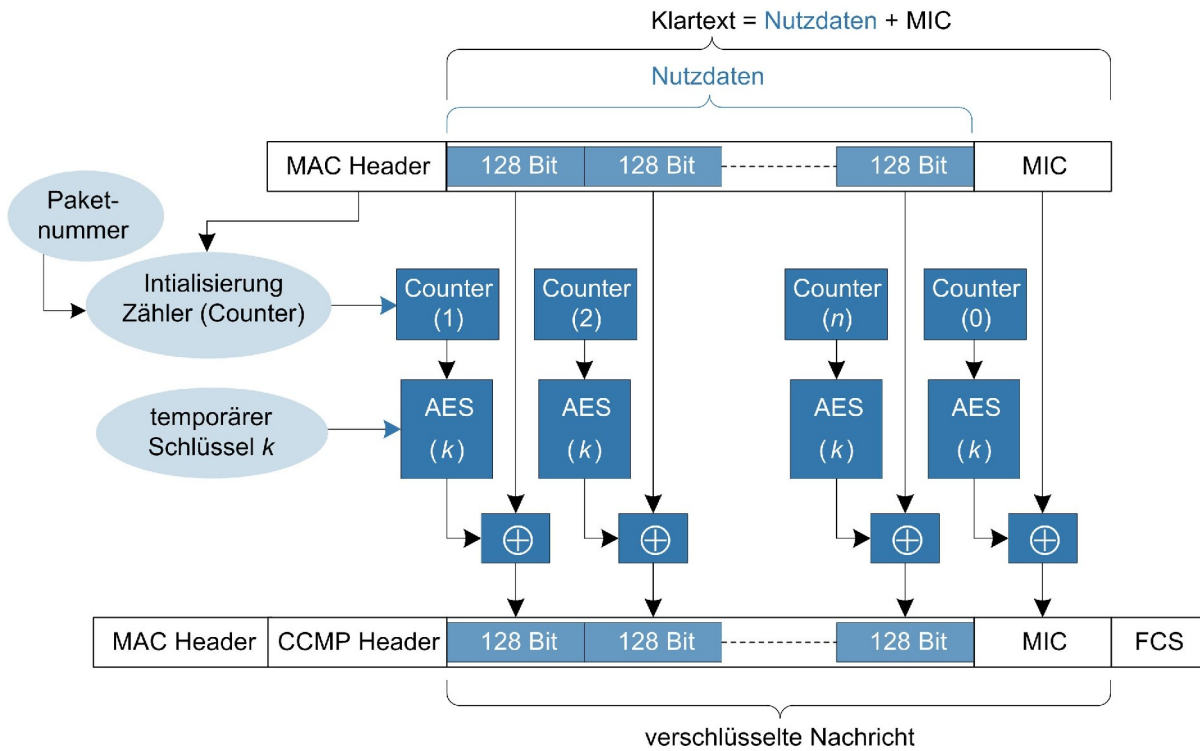 Klartext = Nutzdaten + MIC
Nutzdaten
MAC Header 128 Bit 128 Bit 128 Bit MIC
Paket-
nummer
Intialisierung
Zähler (Counter)
Counter
(1)
Counter
(2)
Counter
(n)
Counter
(0)
temporärer
Schlüssel k
AES
(k)
AES
(k)
AES
(k)
AES
(k)
⊕ ⊕ ⊕ ⊕
MAC Header CCMP Header 128 Bit 128 Bit 128 Bit MIC FCS
verschlüsselte Nachricht